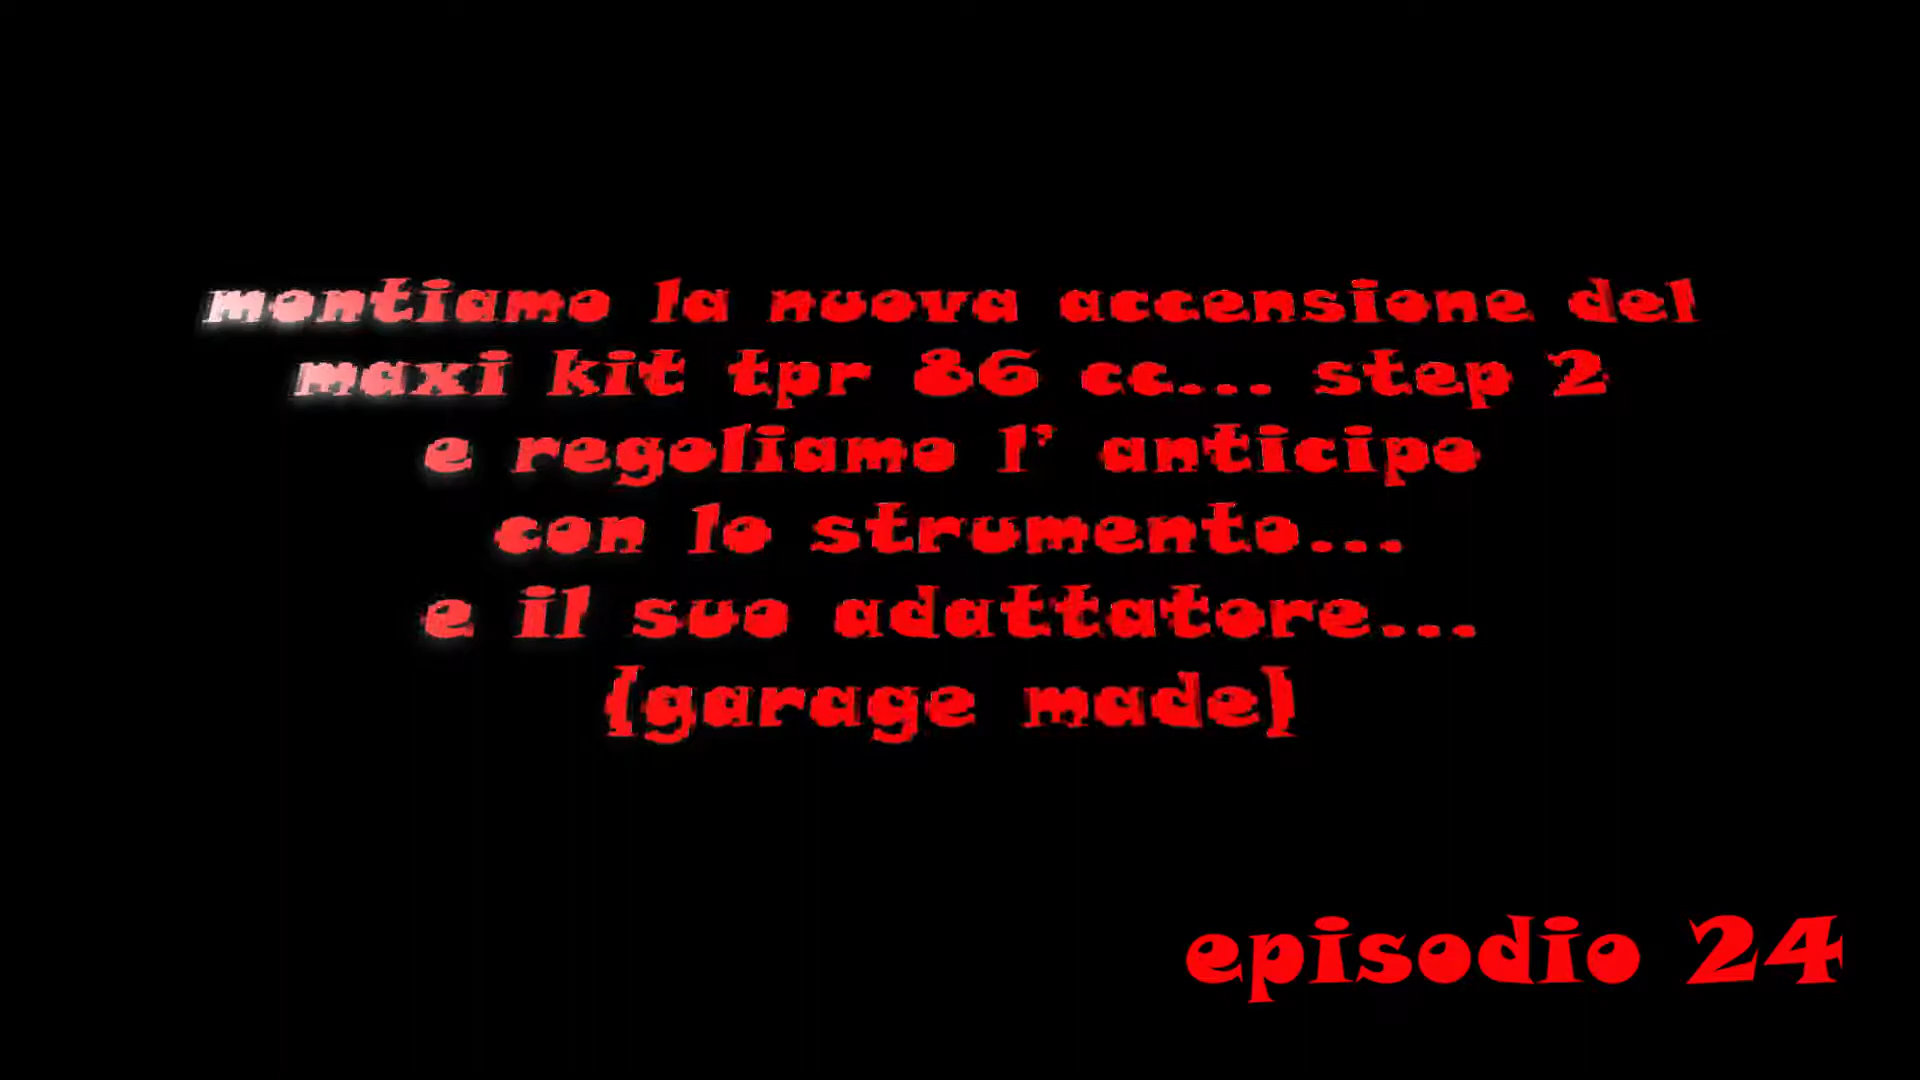 montiamo la nuova accensione del
maxi kit tpr 86 cc... step 2
e regoliamo l' anticipo
con lo strumento...
e il suo adattatore...
(garage made)
episodio 24